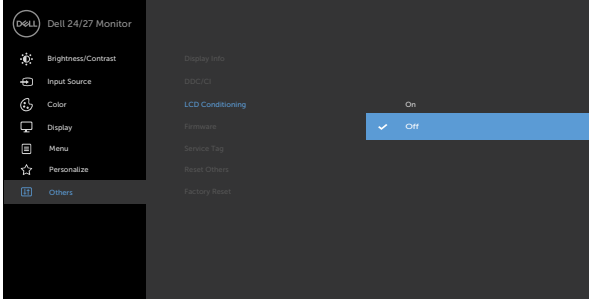 DELL Dell 24/27 Monitor
Brightness/Contrast
Input Source
Color
Display
Menu
Personalize
Others
Display Info
DDC/CI
LCD Conditioning
Firmware
Service Tag
Reset Others
Factory Reset
On
Off